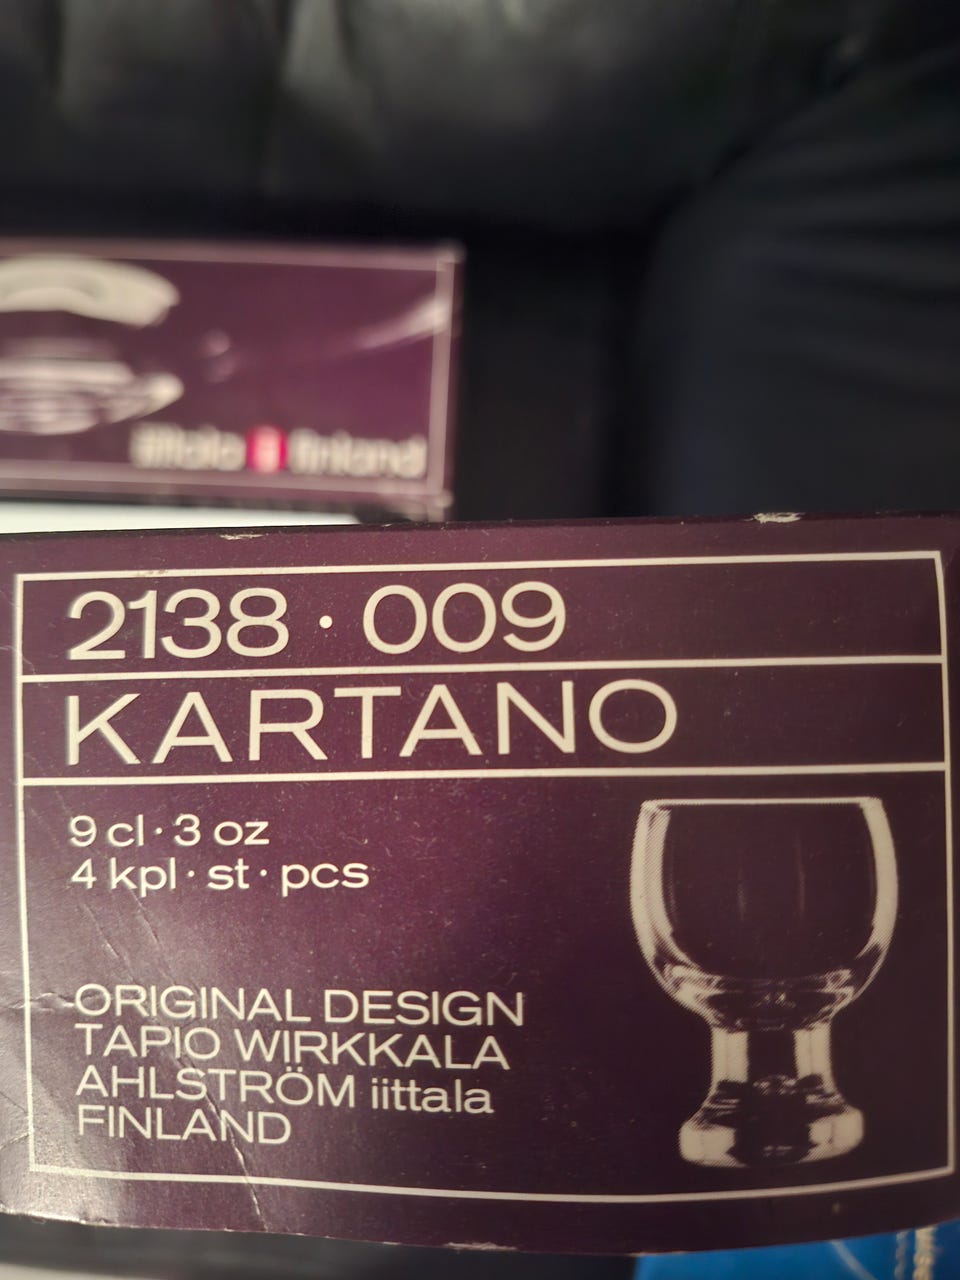 iittala i finland
2138 · 009
KARTANO
9 cl · 3 oz
4 kpl · st · pcs
ORIGINAL DESIGN
TAPIO WIRKKALA
AHLSTRÖM iittala
FINLAND